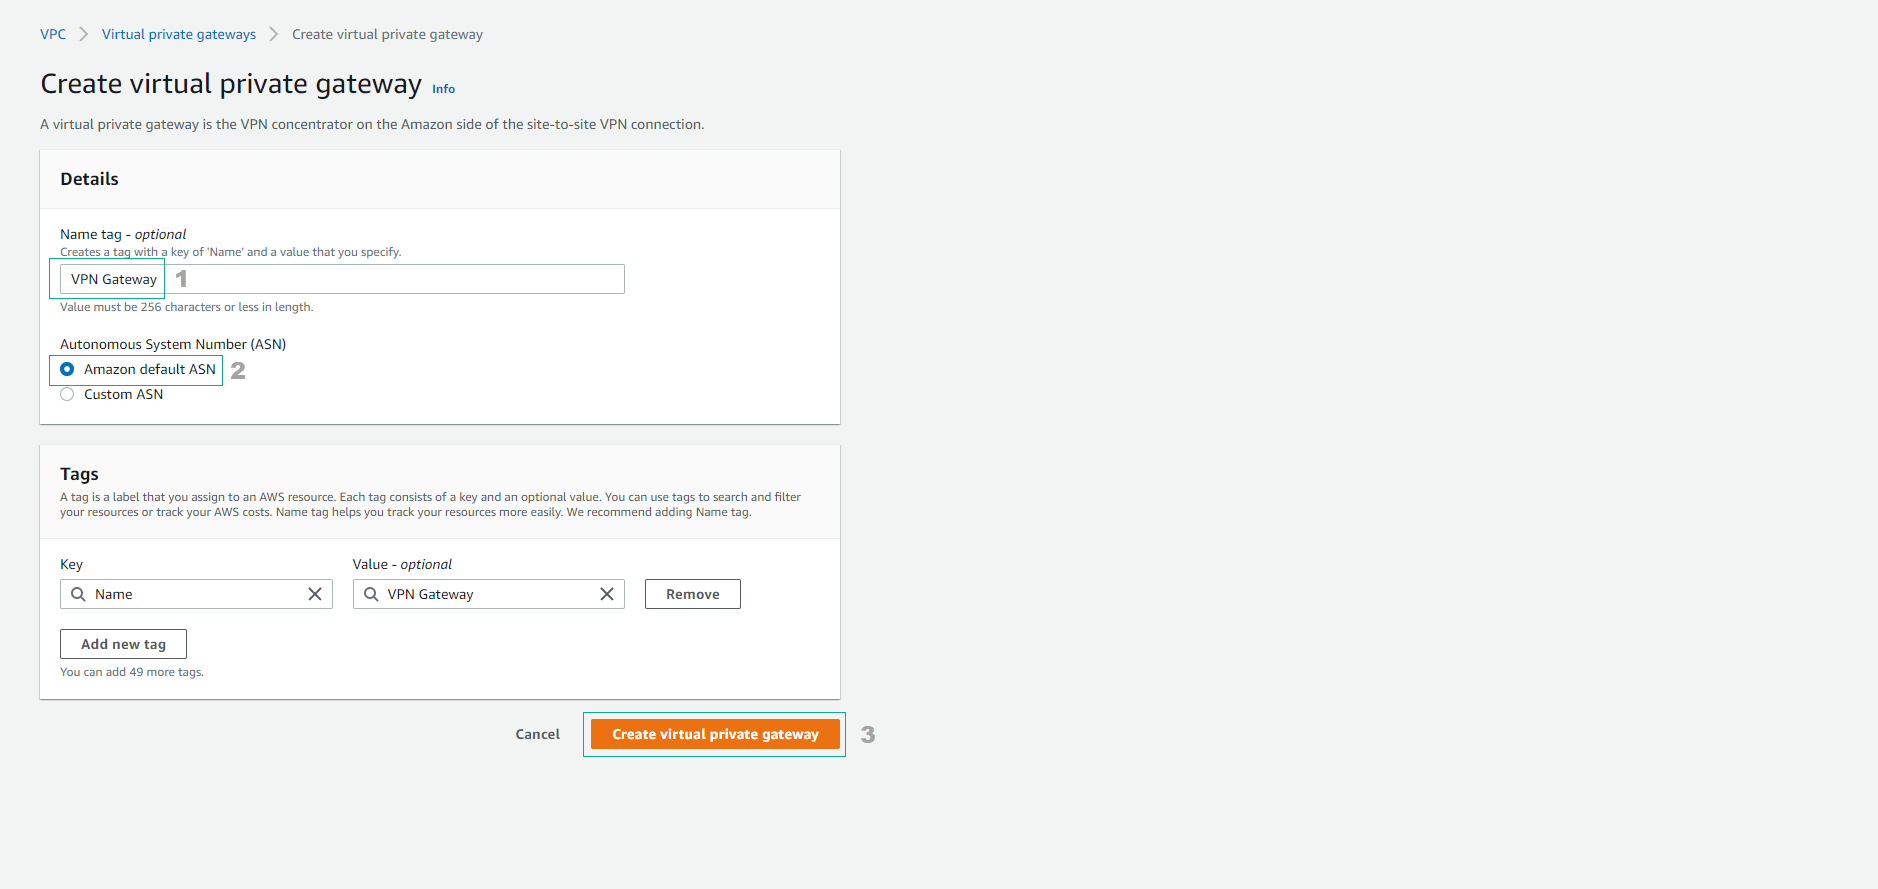 VPC > Virtual private gateways > Create virtual private gateway
Create virtual private gateway Info
A virtual private gateway is the VPN concentrator on the Amazon side of the site-to-site VPN connection.
Details
Name tag - optional
Creates a tag with a key of 'Name' and a value that you specify.
VPN Gateway 1
Value must be 256 characters or less in length.
Autonomous System Number (ASN)
Amazon default ASN 2
Custom ASN
Tags
A tag is a label that you assign to an AWS resource. Each tag consists of a key and an optional value. You can use tags to search and filter
your resources or track your AWS costs. Name tag helps you track your resources more easily. We recommend adding Name tag.
Key Value - optional
Name VPN Gateway Remove
Add new tag
You can add 49 more tags.
Cancel Create virtual private gateway 3